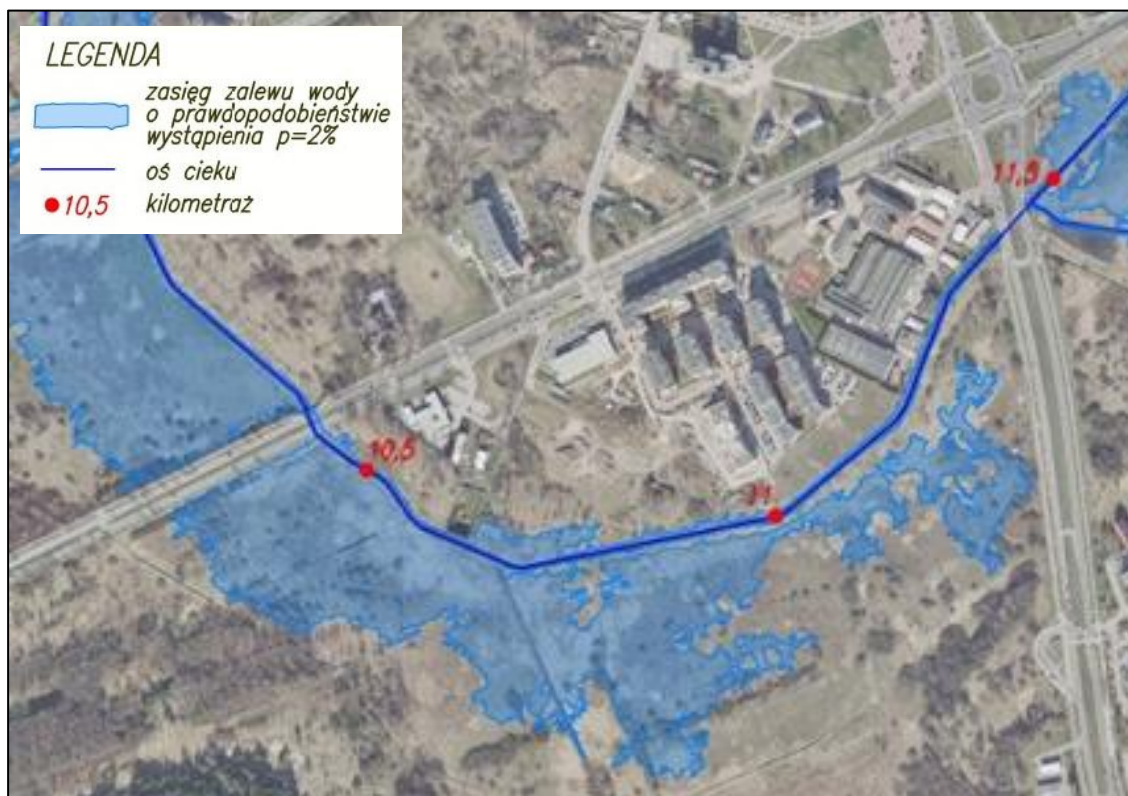 LEGENDA
zasięg zalewu wody
o prawdopodobieństwie
wystąpienia p=2%
oś cieku
10,5 kilometraż
11,5
10,5
11